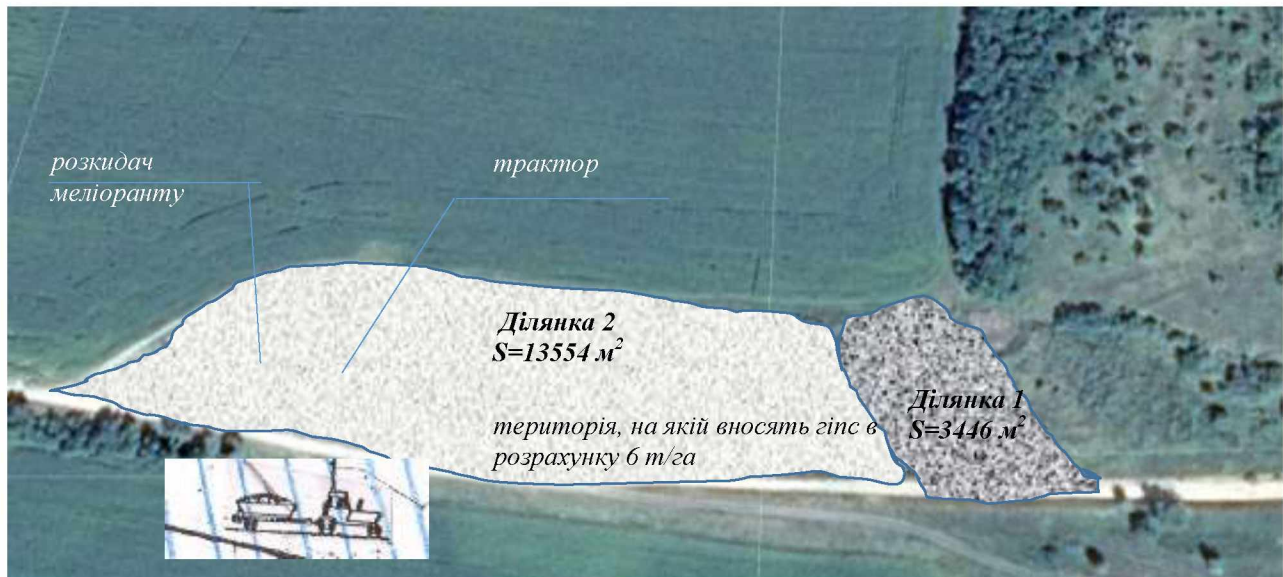 розкидач
меліоранту
трактор
Ділянка 2
S=13554 м²
територія, на якій вносять гіпс в
розрахунку 6 т/га
Ділянка 1
S=3446 м²